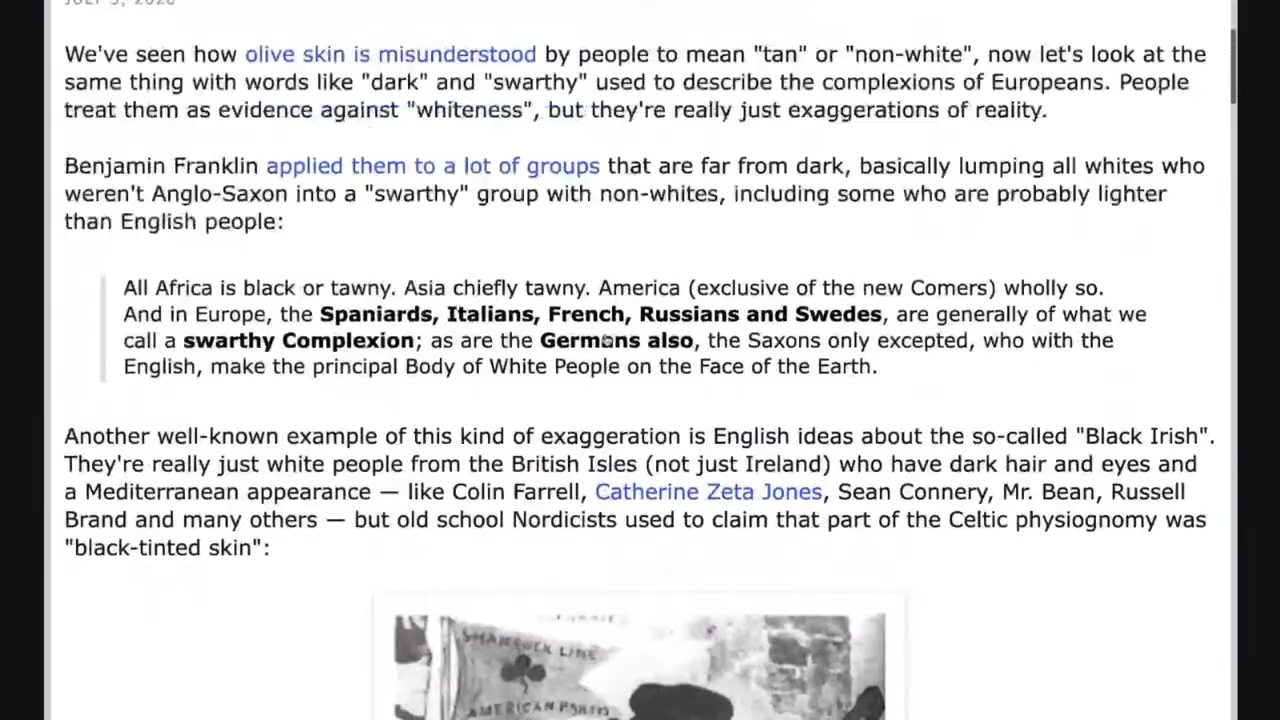 JULY 5, 2020
We've seen how olive skin is misunderstood by people to mean "tan" or "non-white", now let's look at the
same thing with words like "dark" and "swarthy" used to describe the complexions of Europeans. People
treat them as evidence against "whiteness", but they're really just exaggerations of reality.
Benjamin Franklin applied them to a lot of groups that are far from dark, basically lumping all whites who
weren't Anglo-Saxon into a "swarthy" group with non-whites, including some who are probably lighter
than English people:
All Africa is black or tawny. Asia chiefly tawny. America (exclusive of the new Comers) wholly so.
And in Europe, the Spaniards, Italians, French, Russians and Swedes, are generally of what we
call a swarthy Complexion; as are the Germans also, the Saxons only excepted, who with the
English, make the principal Body of White People on the Face of the Earth.
Another well-known example of this kind of exaggeration is English ideas about the so-called "Black Irish".
They're really just white people from the British Isles (not just Ireland) who have dark hair and eyes and
a Mediterranean appearance — like Colin Farrell, Catherine Zeta Jones, Sean Connery, Mr. Bean, Russell
Brand and many others — but old school Nordicists used to claim that part of the Celtic physiognomy was
"black-tinted skin":
SHAMROCK LINE
AMERICAN PORTS